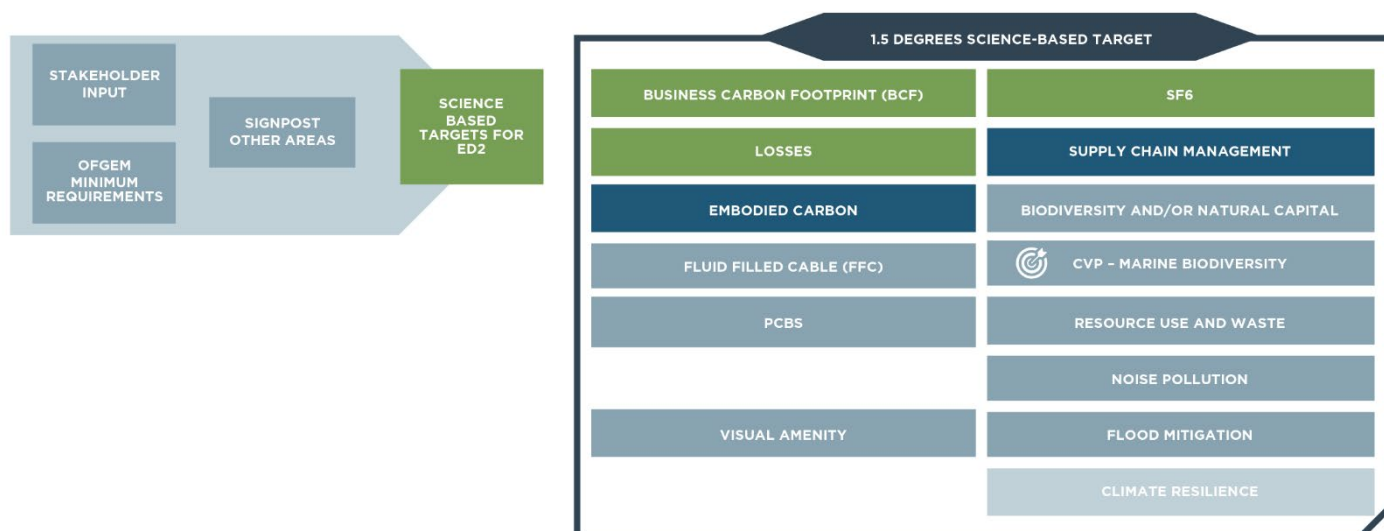 STAKEHOLDER
INPUT
OFGEM
MINIMUM
REQUIREMENTS
SIGNPOST
OTHER AREAS
SCIENCE
BASED
TARGETS FOR
ED2
1.5 DEGREES SCIENCE-BASED TARGET
BUSINESS CARBON FOOTPRINT (BCF)
SF6
LOSSES
SUPPLY CHAIN MANAGEMENT
EMBODIED CARBON
BIODIVERSITY AND/OR NATURAL CAPITAL
FLUID FILLED CABLE (FFC)
CVP – MARINE BIODIVERSITY
PCBS
RESOURCE USE AND WASTE
NOISE POLLUTION
VISUAL AMENITY
FLOOD MITIGATION
CLIMATE RESILIENCE